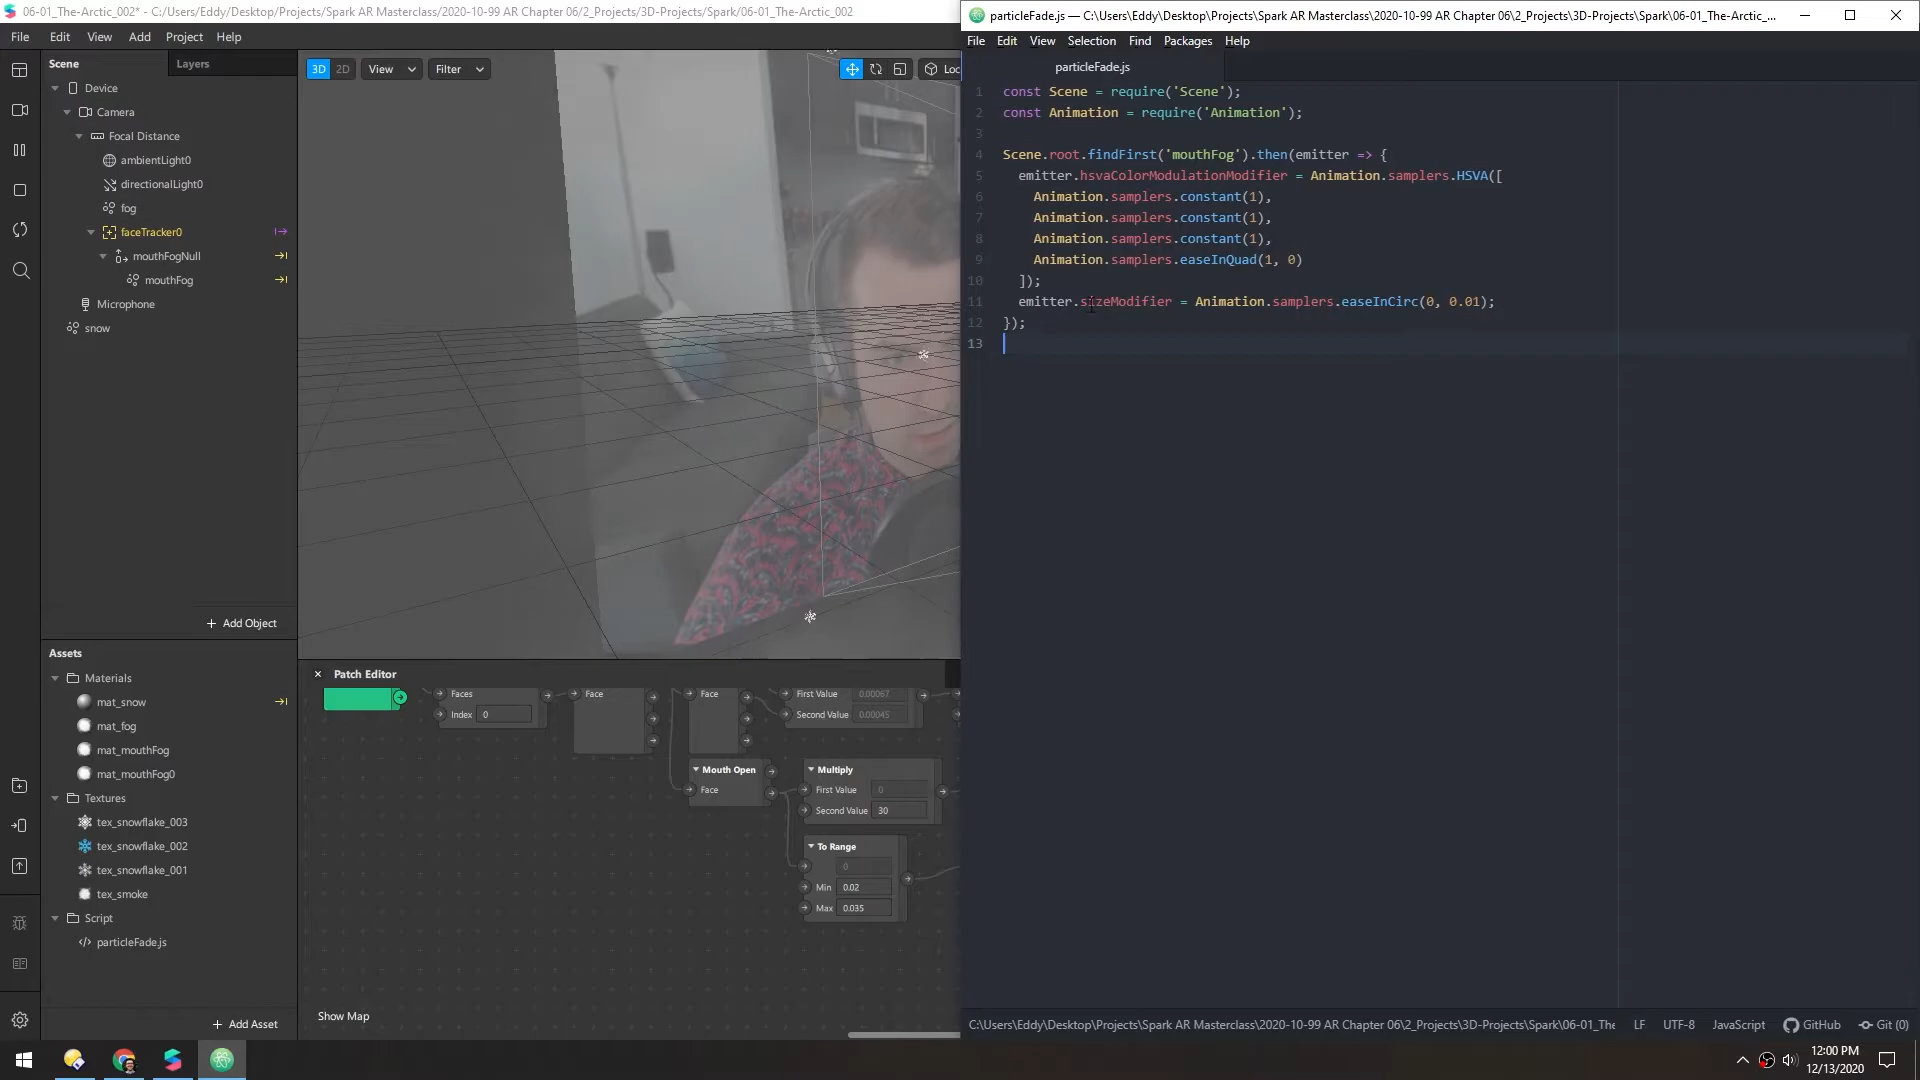 06-01_The-Arctic_002* - C:/Users/Eddy/Desktop/Projects/Spark AR Masterclass/2020-10-99 AR Chapter 06/2_Projects/3D-Projects/Spark/06-01_The-Arctic_002
File Edit View Add Project Help
Scene Layers
Device
Camera
Focal Distance
ambientLight0
directionalLight0
fog
faceTracker0
mouthFogNull
mouthFog
Microphone
snow
+ Add Object
Assets
Materials
mat_snow
mat_fog
mat_mouthFog
mat_mouthFog0
Textures
tex_snowflake_003
tex_snowflake_002
tex_snowflake_001
tex_smoke
Script
particleFade.js
+ Add Asset
3D 2D View Filter Loc
Patch Editor
Faces
Index 0
Face
Face
First Value 0.00067
Second Value 0.00045
Mouth Open
Face
Multiply
First Value 0
Second Value 30
To Range
0
Min 0.02
Max 0.035
Show Map
particleFade.js — C:\Users\Eddy\Desktop\Projects\Spark AR Masterclass\2020-10-99 AR Chapter 06\2_Projects\3D-Projects\Spark\06-01_The-Arctic_...
File Edit View Selection Find Packages Help
particleFade.js
1 const Scene = require('Scene');
2 const Animation = require('Animation');
3
4 Scene.root.findFirst('mouthFog').then(emitter => {
5 emitter.hsvaColorModulationModifier = Animation.samplers.HSVA([
6 Animation.samplers.constant(1),
7 Animation.samplers.constant(1),
8 Animation.samplers.constant(1),
9 Animation.samplers.easeInQuad(1, 0)
10 ]);
11 emitter.sizeModifier = Animation.samplers.easeInCirc(0, 0.01);
12 });
13
C:\Users\Eddy\Desktop\Projects\Spark AR Masterclass\2020-10-99 AR Chapter 06\2_Projects\3D-Projects\Spark\06-01_The LF UTF-8 JavaScript GitHub Git (0)
12:00 PM
12/13/2020